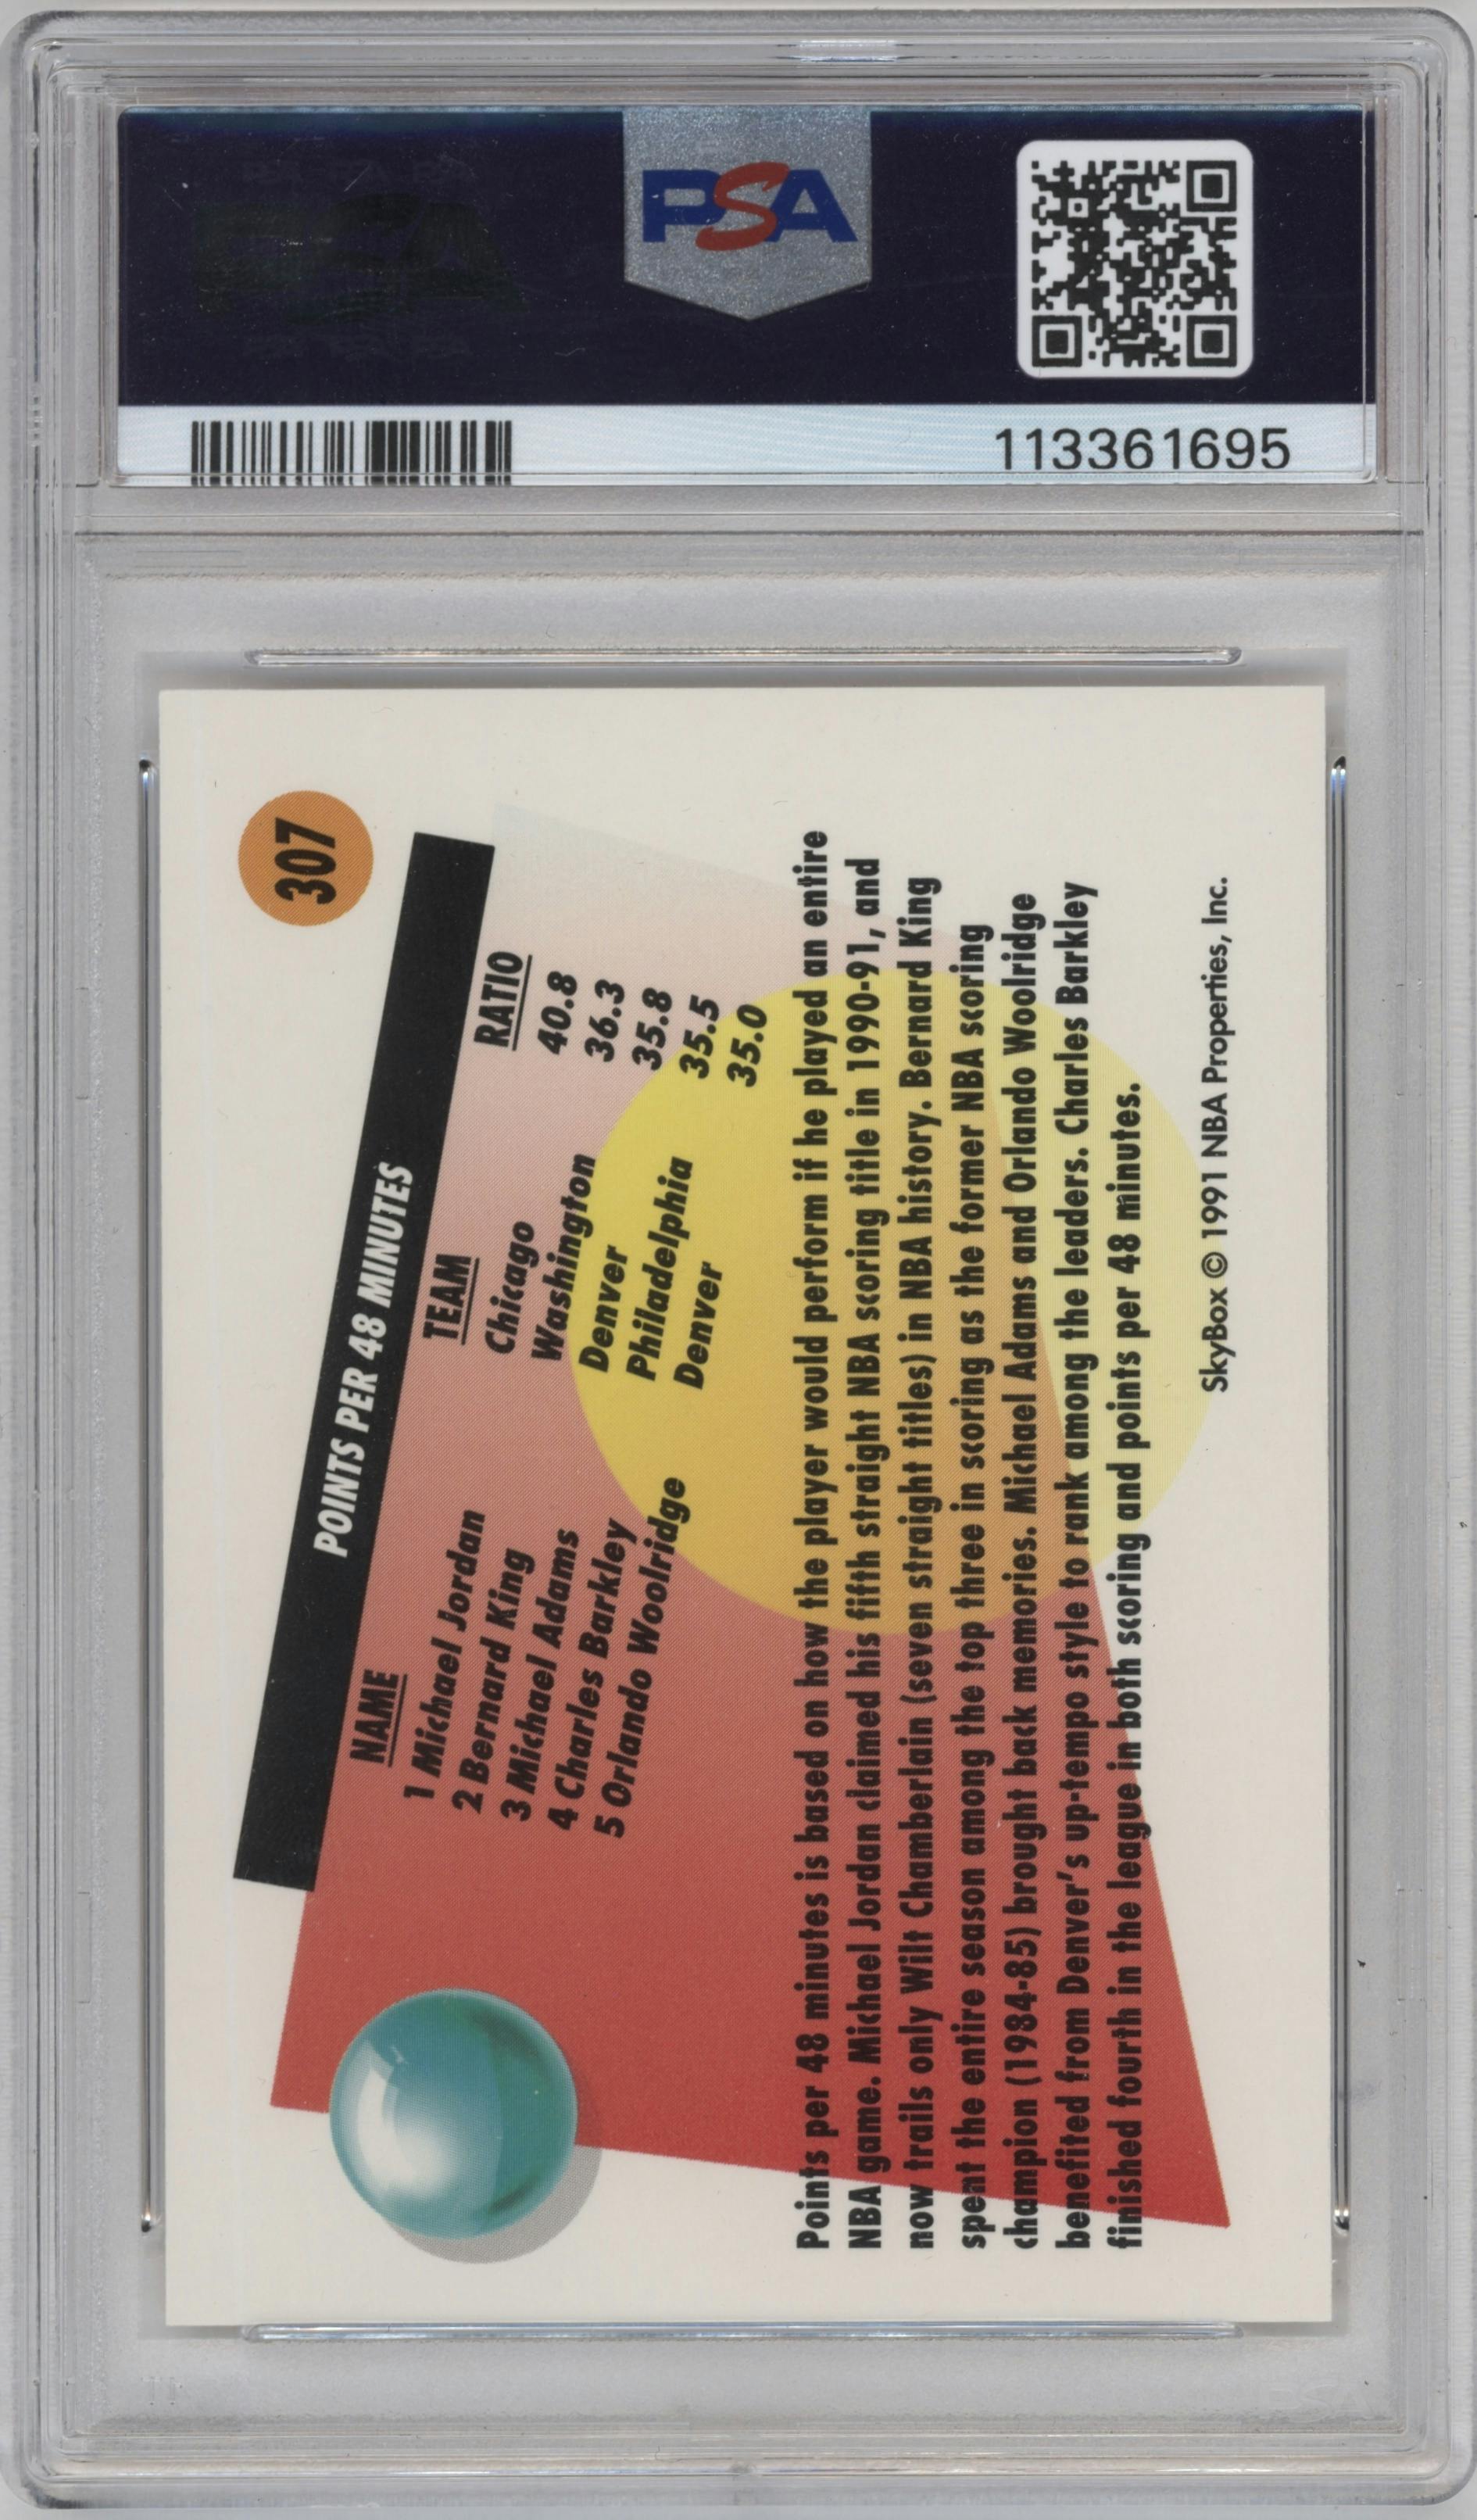 PSA
113361695
307
POINTS PER 48 MINUTES
NAME TEAM RATIO
1 Michael Jordan Chicago 40.8
2 Bernard King Washington 36.3
3 Michael Adams Denver 35.8
4 Charles Barkley Philadelphia 35.5
5 Orlando Woolridge Denver 35.0
Points per 48 minutes is based on how the player would perform if he played an entire
NBA game. Michael Jordan claimed his fifth straight NBA scoring title in 1990-91, and
now trails only Wilt Chamberlain (seven straight titles) in NBA history. Bernard King
spent the entire season among the top three in scoring as the former NBA scoring
champion (1984-85) brought back memories. Michael Adams and Orlando Woolridge
benefited from Denver's up-tempo style to rank among the leaders. Charles Barkley
finished fourth in the league in both scoring and points per 48 minutes.
SkyBox © 1991 NBA Properties, Inc.